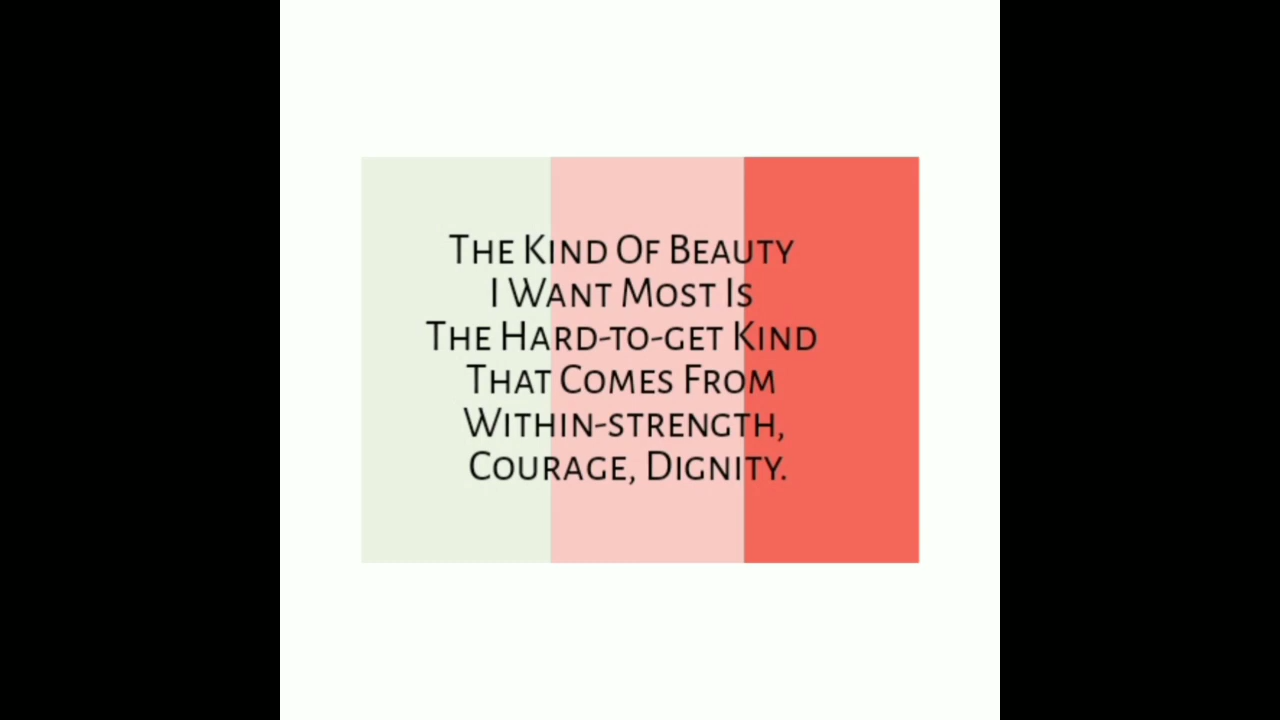 The Kind Of Beauty
I Want Most Is
The Hard-to-get Kind
That Comes From
Within-strength,
Courage, Dignity.